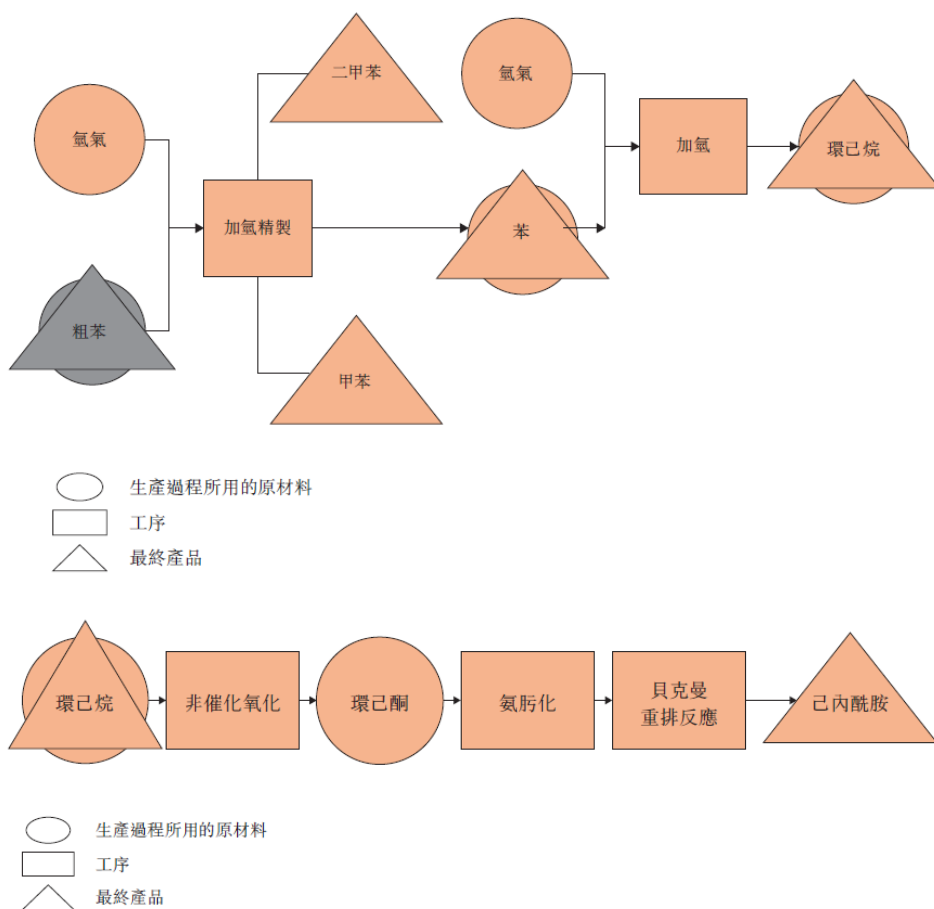 二甲苯
氫氣
氫氣
加氫
環己烷
加氫精製
苯
粗苯
甲苯
生產過程所用的原材料
工序
最終產品
環己烷
非催化氧化
環己酮
氨肟化
貝克曼
重排反應
己內酰胺
生產過程所用的原材料
工序
最終產品